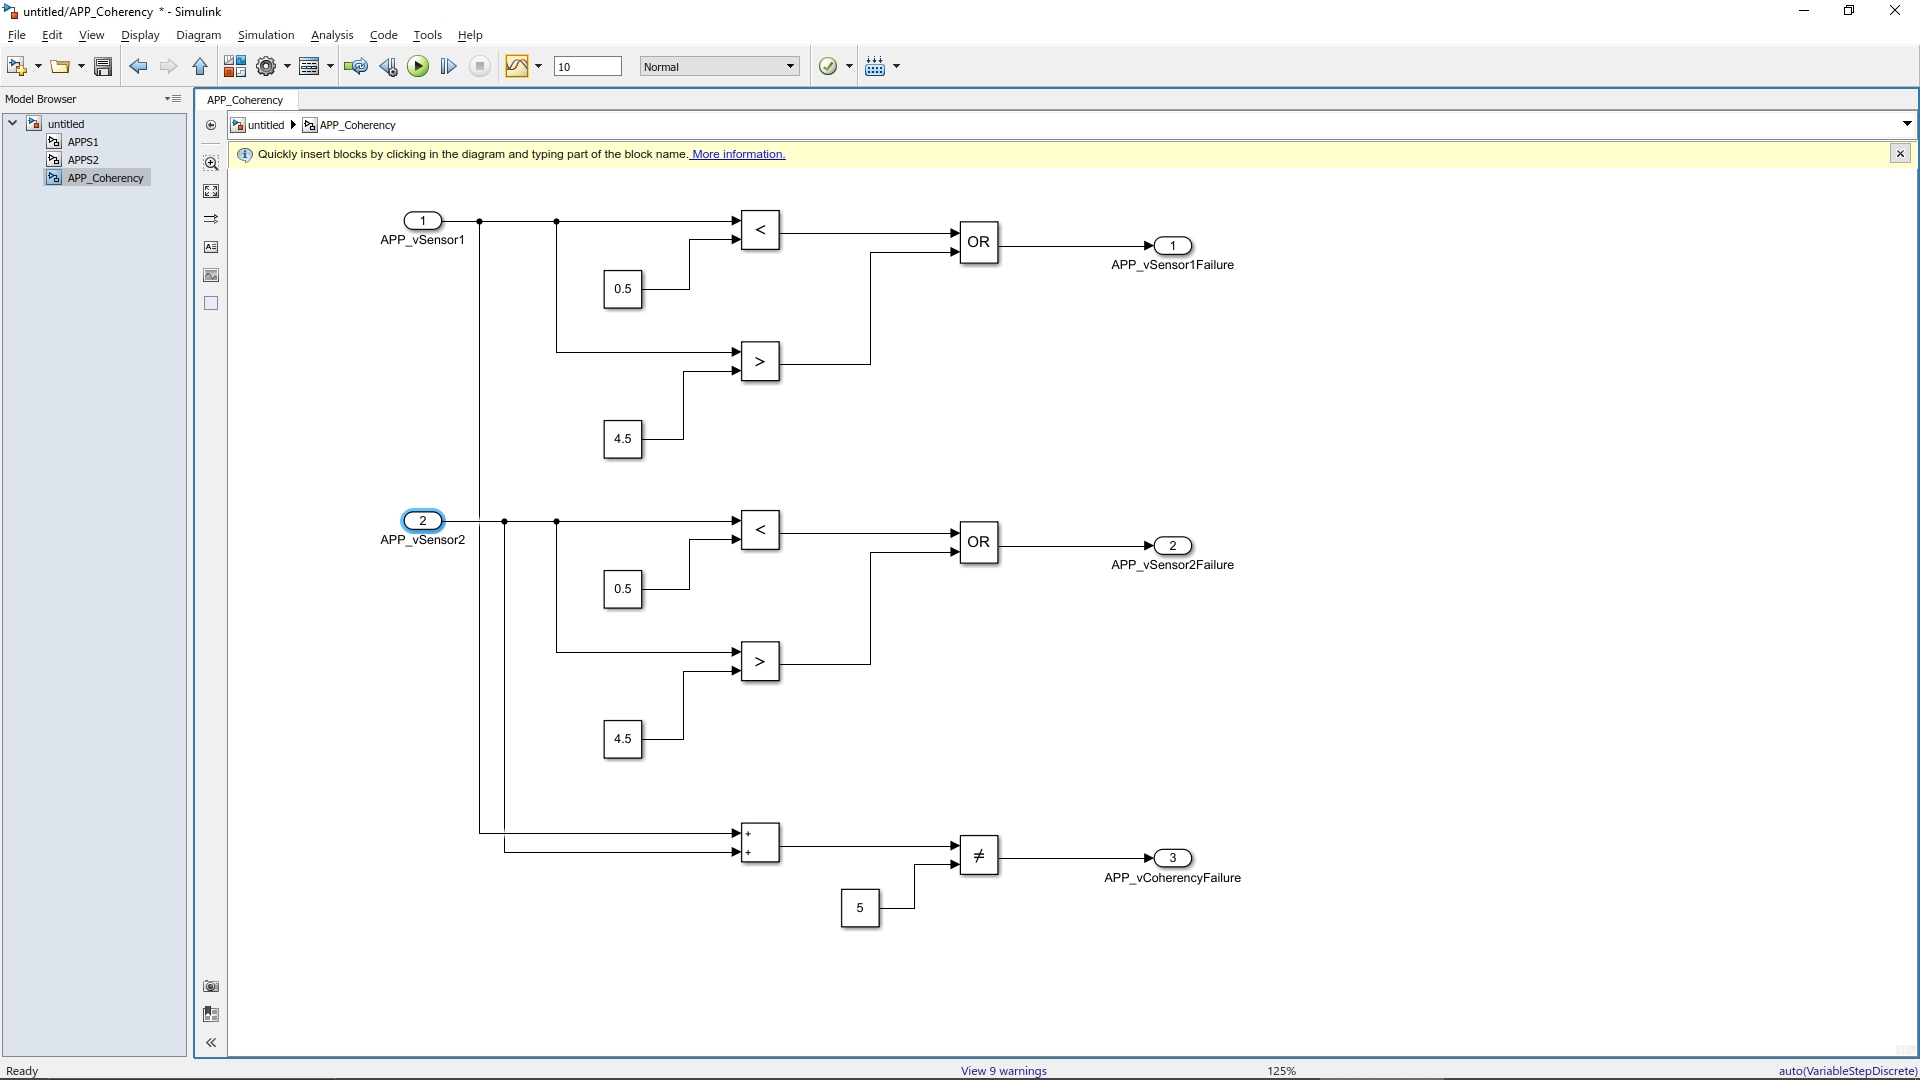 untitled/APP_Coherency * - Simulink
File Edit View Display Diagram Simulation Analysis Code Tools Help
10 Normal
Model Browser
untitled
APPS1
APPS2
APP_Coherency
APP_Coherency
untitled APP_Coherency
Quickly insert blocks by clicking in the diagram and typing part of the block name. More information.
1
APP_vSensor1
<
OR
1
APP_vSensor1Failure
0.5
>
4.5
2
APP_vSensor2
<
OR
2
APP_vSensor2Failure
0.5
>
4.5
+
+
≠
3
APP_vCoherencyFailure
5
Ready View 9 warnings 125% auto(VariableStepDiscrete)